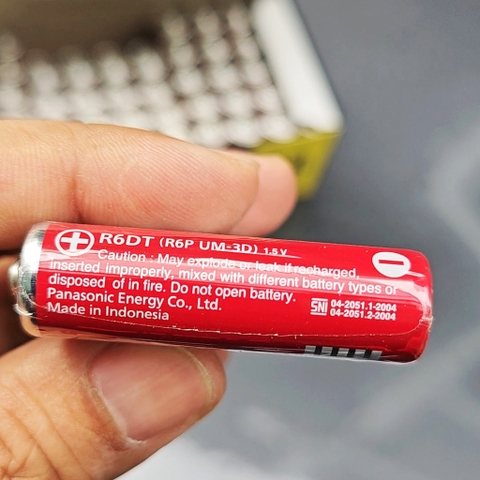 R6DT (R6P UM-3D) 1.5 V
Caution : May explode or leak if recharged,
inserted improperly, mixed with different battery types or
disposed of in fire. Do not open battery.
Panasonic Energy Co., Ltd.
Made in Indonesia
SNI 04-2051.1-2004
04-2051.2-2004